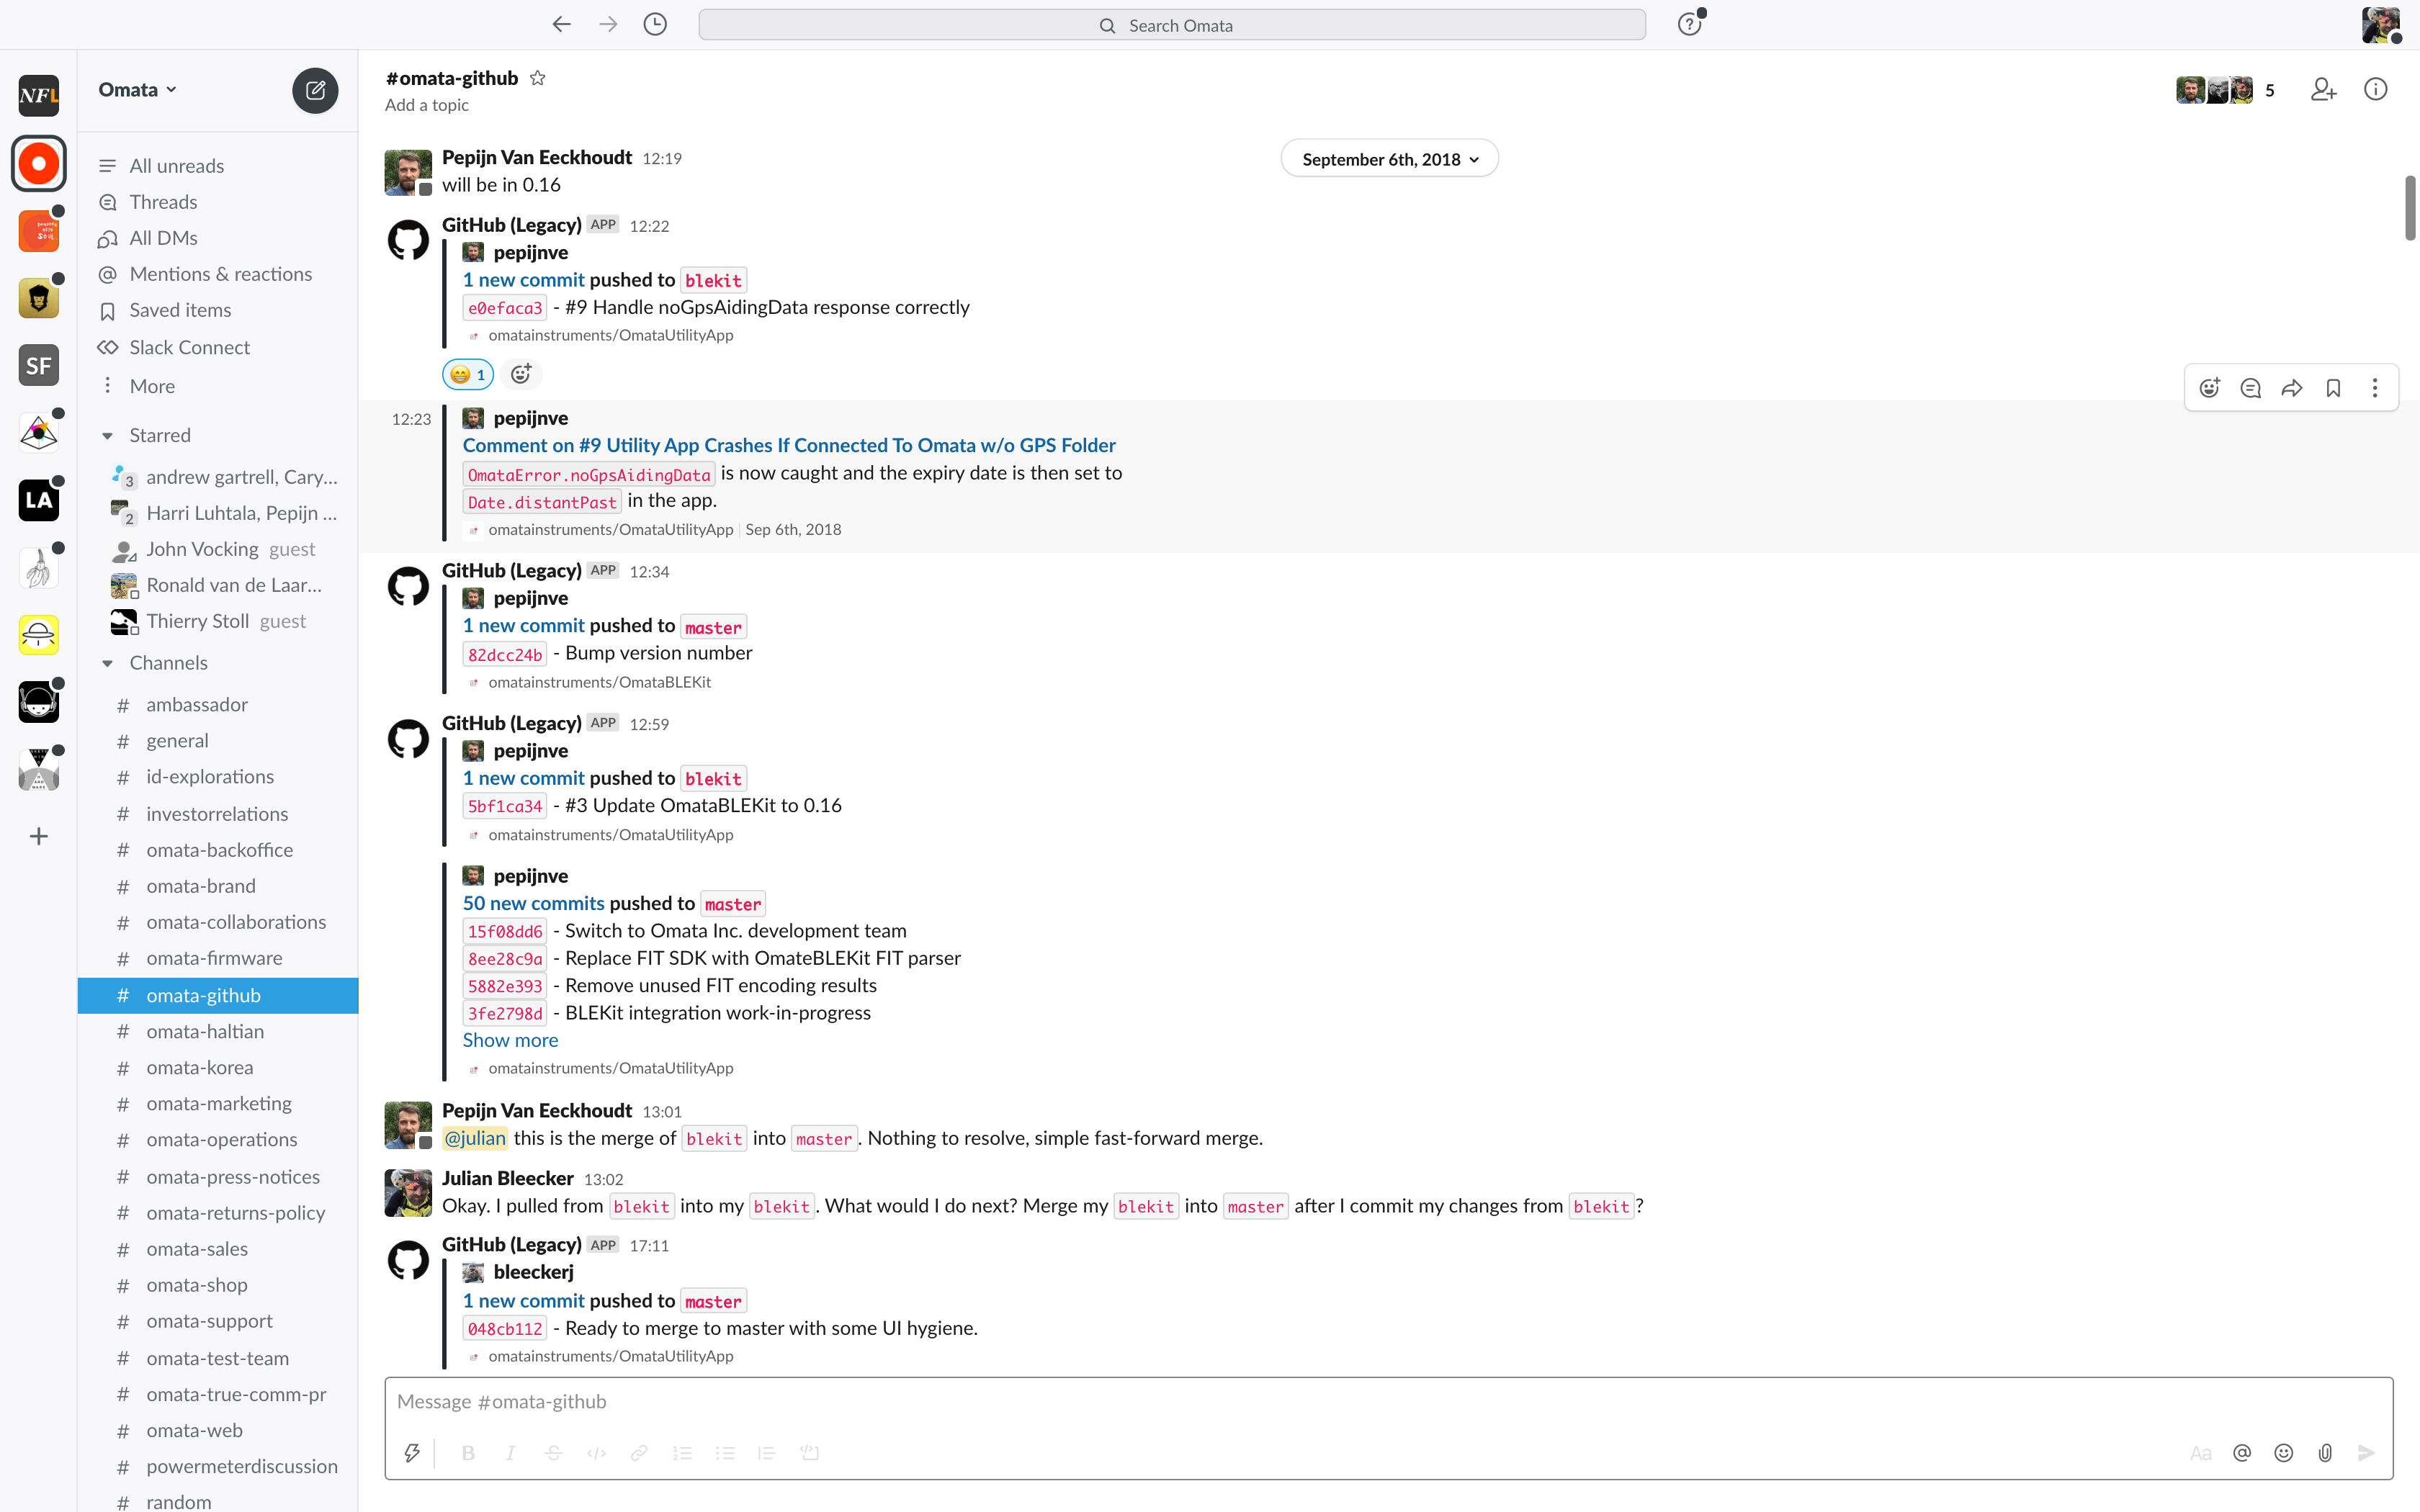 Search Omata
NFL
SF
LA
Omata
All unreads
Threads
All DMs
Mentions & reactions
Saved items
Slack Connect
More
Starred
3 andrew gartrell, Cary...
2 Harri Luhtala, Pepijn ...
John Vocking guest
Ronald van de Laar...
Thierry Stoll guest
Channels
# ambassador
# general
# id-explorations
# investorrelations
# omata-backoffice
# omata-brand
# omata-collaborations
# omata-firmware
# omata-github
# omata-haltian
# omata-korea
# omata-marketing
# omata-operations
# omata-press-notices
# omata-returns-policy
# omata-sales
# omata-shop
# omata-support
# omata-test-team
# omata-true-comm-pr
# omata-web
# powermeterdiscussion
# random
#omata-github
Add a topic
5
September 6th, 2018
Pepijn Van Eeckhoudt 12:19
will be in 0.16
GitHub (Legacy) APP 12:22
pepijnve
1 new commit pushed to blekit
e0efaca3 - #9 Handle noGpsAidingData response correctly
omatainstruments/OmataUtilityApp
1
12:23 pepijnve
Comment on #9 Utility App Crashes If Connected To Omata w/o GPS Folder
OmataError.noGpsAidingData is now caught and the expiry date is then set to
Date.distantPast in the app.
omatainstruments/OmataUtilityApp | Sep 6th, 2018
GitHub (Legacy) APP 12:34
pepijnve
1 new commit pushed to master
82dcc24b - Bump version number
omatainstruments/OmataBLEKit
GitHub (Legacy) APP 12:59
pepijnve
1 new commit pushed to blekit
5bf1ca34 - #3 Update OmataBLEKit to 0.16
omatainstruments/OmataUtilityApp
pepijnve
50 new commits pushed to master
15f08dd6 - Switch to Omata Inc. development team
8ee28c9a - Replace FIT SDK with OmateBLEKit FIT parser
5882e393 - Remove unused FIT encoding results
3fe2798d - BLEKit integration work-in-progress
Show more
omatainstruments/OmataUtilityApp
Pepijn Van Eeckhoudt 13:01
@julian this is the merge of blekit into master. Nothing to resolve, simple fast-forward merge.
Julian Bleecker 13:02
Okay. I pulled from blekit into my blekit. What would I do next? Merge my blekit into master after I commit my changes from blekit?
GitHub (Legacy) APP 17:11
bleeckerj
1 new commit pushed to master
048cb112 - Ready to merge to master with some UI hygiene.
omatainstruments/OmataUtilityApp
Message #omata-github
B I S Aa @